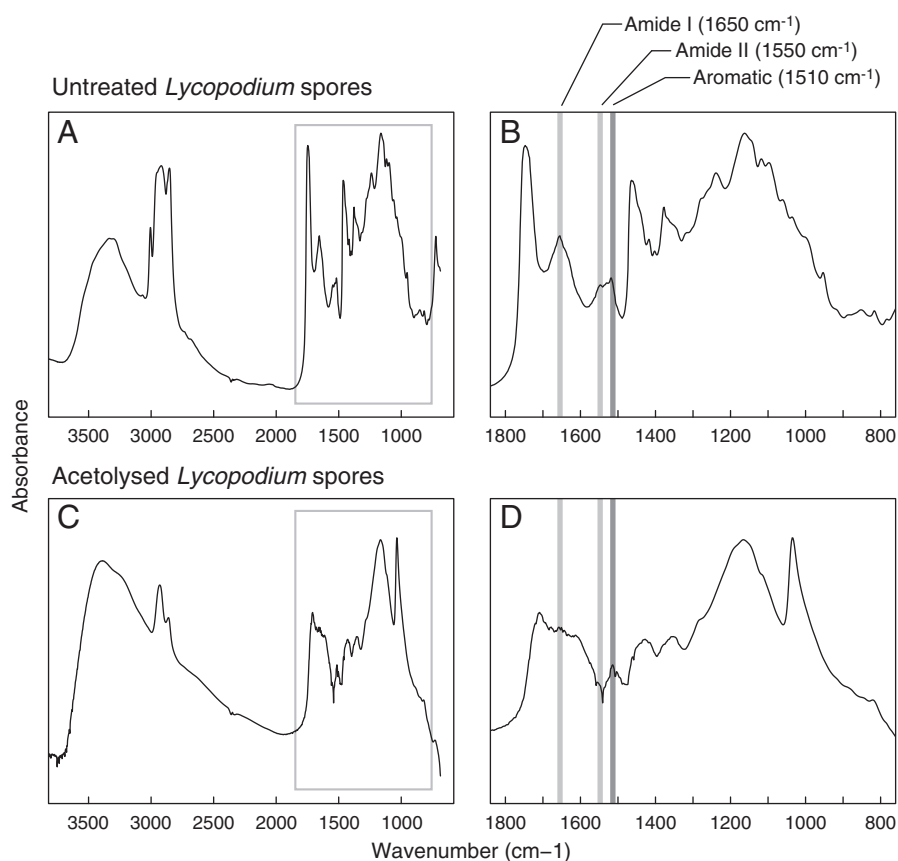 Amide I (1650 cm⁻¹)
Amide II (1550 cm⁻¹)
Aromatic (1510 cm⁻¹)
Untreated Lycopodium spores
A
B
3500 3000 2500 2000 1500 1000
1800 1600 1400 1200 1000 800
Absorbance
Acetolysed Lycopodium spores
C
D
3500 3000 2500 2000 1500 1000
1800 1600 1400 1200 1000 800
Wavenumber (cm−1)